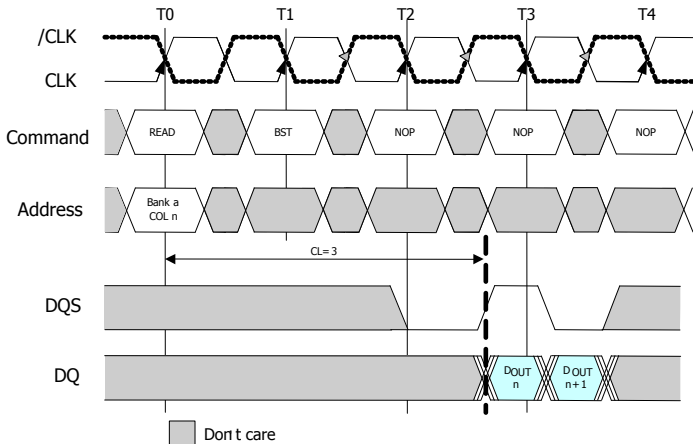 T0 T1 T2 T3 T4
/CLK
CLK
Command READ BST NOP NOP NOP
Address Bank a
COL n
CL=3
DQS
DQ DOUT
n DOUT
n+1
Don't care